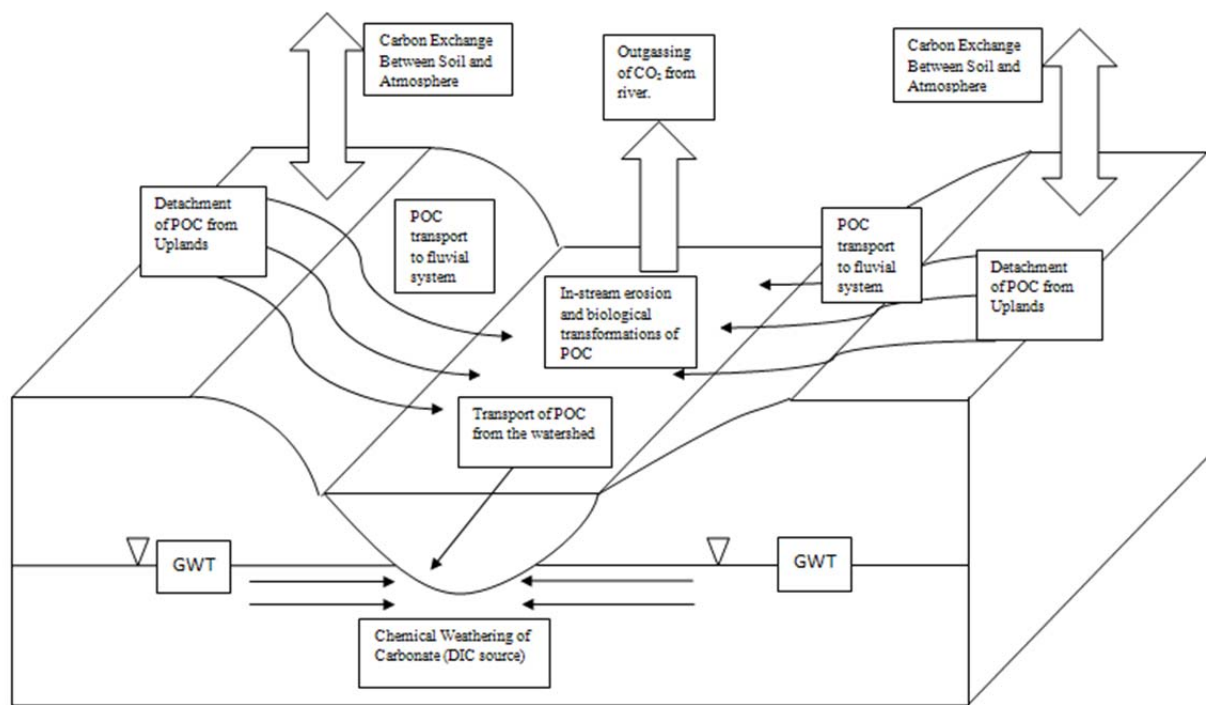 Carbon Exchange
Between Soil and
Atmosphere
Outgassing
of CO₂ from
river.
Carbon Exchange
Between Soil and
Atmosphere
Detachment
of POC from
Uplands
POC
transport
to fluvial
system
POC
transport
to fluvial
system
Detachment
of POC from
Uplands
In-stream erosion
and biological
transformations of
POC
Transport of POC
from the watershed
GWT
GWT
Chemical Weathering of
Carbonate (DIC source)